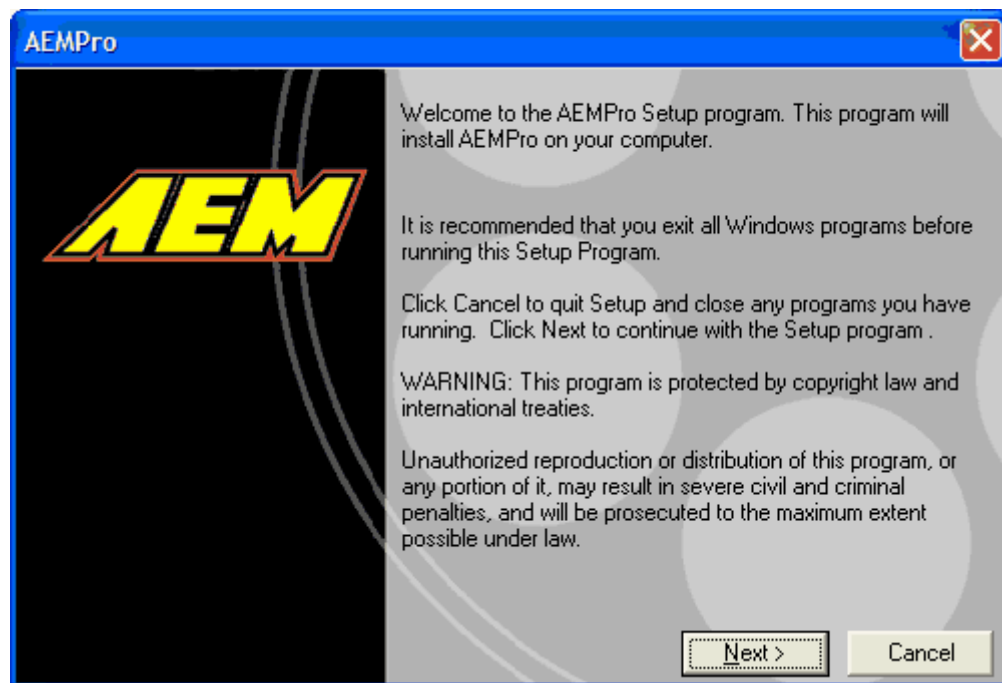 AEMPro
AEM
Welcome to the AEMPro Setup program. This program will
install AEMPro on your computer.
It is recommended that you exit all Windows programs before
running this Setup Program.
Click Cancel to quit Setup and close any programs you have
running.  Click Next to continue with the Setup program .
WARNING: This program is protected by copyright law and
international treaties.
Unauthorized reproduction or distribution of this program, or
any portion of it, may result in severe civil and criminal
penalties, and will be prosecuted to the maximum extent
possible under law.
Next >
Cancel